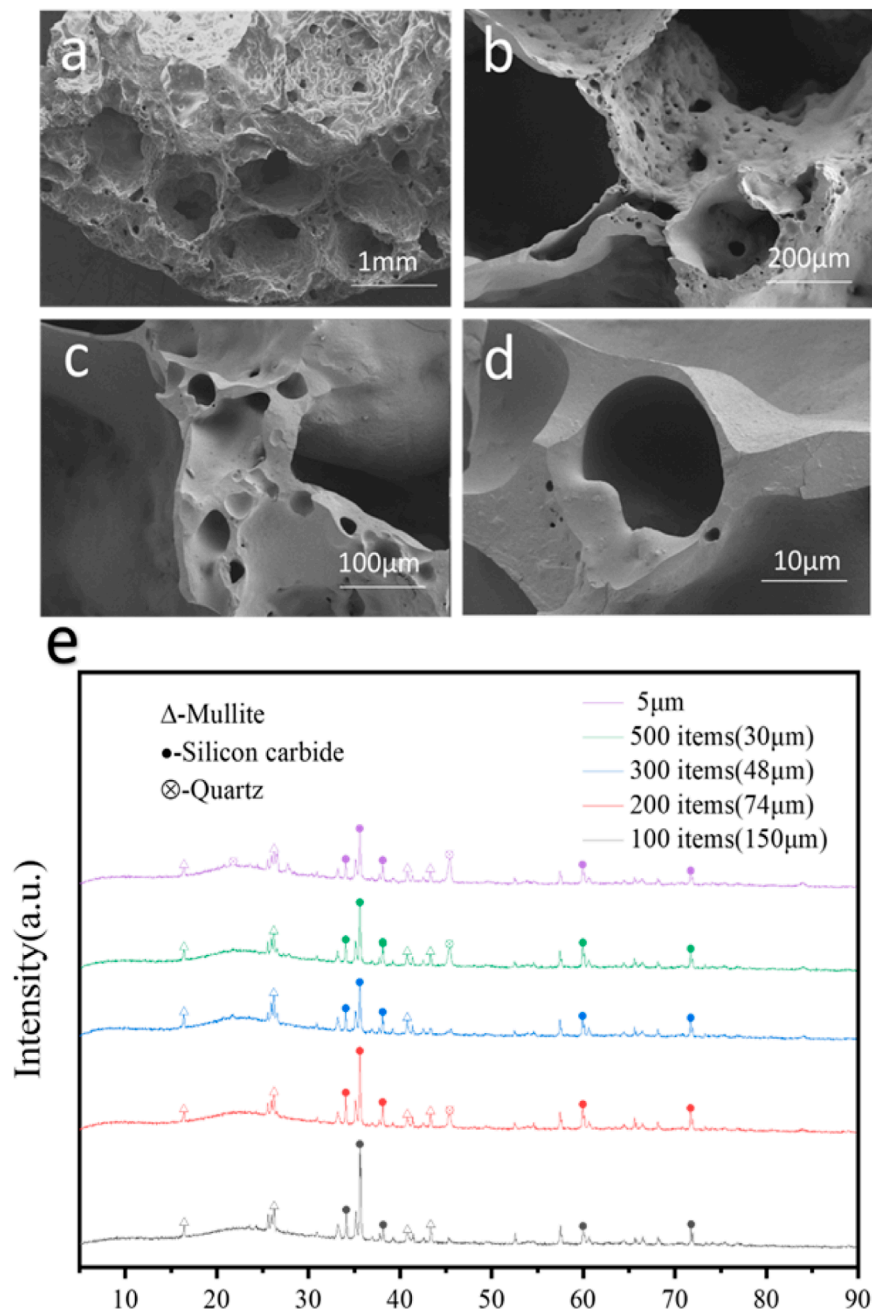 a
1mm
b
200μm
c
100μm
d
10μm
e
Δ-Mullite
●-Silicon carbide
⊗-Quartz
5μm
500 items(30μm)
300 items(48μm)
200 items(74μm)
100 items(150μm)
Intensity(a.u.)
10 20 30 40 50 60 70 80 90